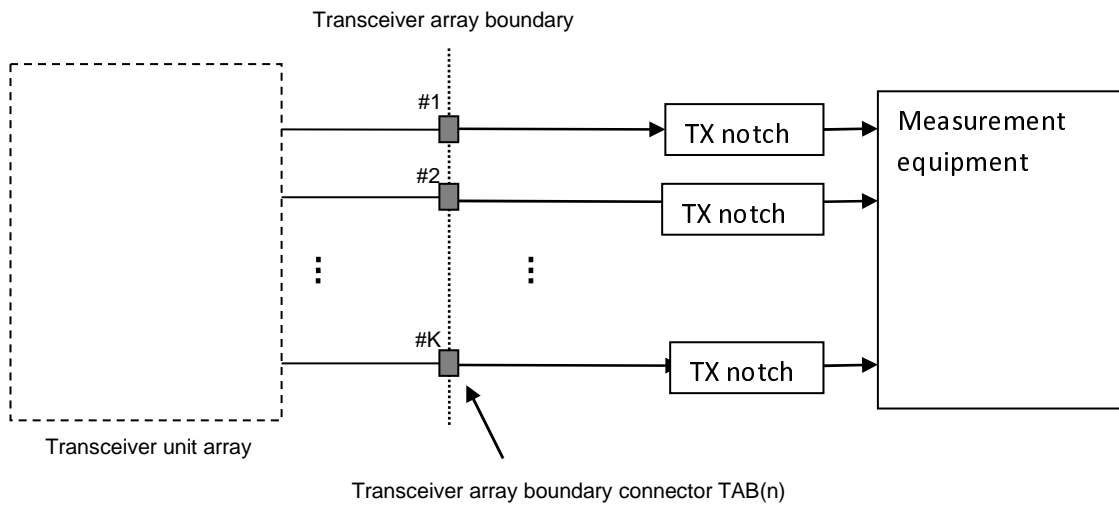 Transceiver array boundary
#1
TX notch
Measurement
equipment
#2
TX notch
#K
TX notch
Transceiver unit array
Transceiver array boundary connector TAB(n)